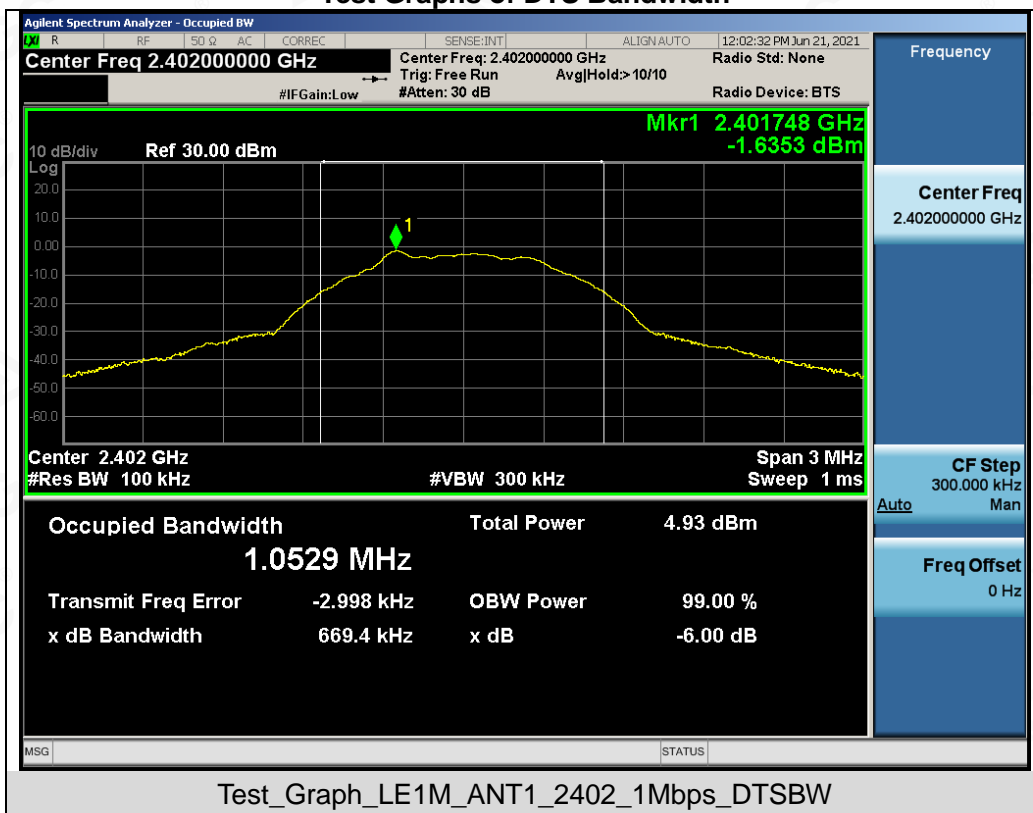 Test Graphs of DTS Bandwidth
Agilent Spectrum Analyzer - Occupied BW
LXI R RF 50 Ω AC CORREC SENSE:INT ALIGN AUTO 12:02:32 PM Jun 21, 2021
Center Freq 2.402000000 GHz
Center Freq: 2.402000000 GHz
Radio Std: None
Trig: Free Run Avg|Hold:> 10/10
#IFGain:Low
#Atten: 30 dB
Radio Device: BTS
Frequency
Mkr1 2.401748 GHz
-1.6353 dBm
10 dB/div Ref 30.00 dBm
Log
20.0
10.0
0.00
-10.0
-20.0
-30.0
-40.0
-50.0
-60.0
1
Center Freq
2.402000000 GHz
Center 2.402 GHz Span 3 MHz
#Res BW 100 kHz #VBW 300 kHz Sweep 1 ms
CF Step
300.000 kHz
Auto Man
Occupied Bandwidth Total Power 4.93 dBm
1.0529 MHz
Freq Offset
0 Hz
Transmit Freq Error -2.998 kHz OBW Power 99.00 %
x dB Bandwidth 669.4 kHz x dB -6.00 dB
MSG STATUS
Test_Graph_LE1M_ANT1_2402_1Mbps_DTSBW